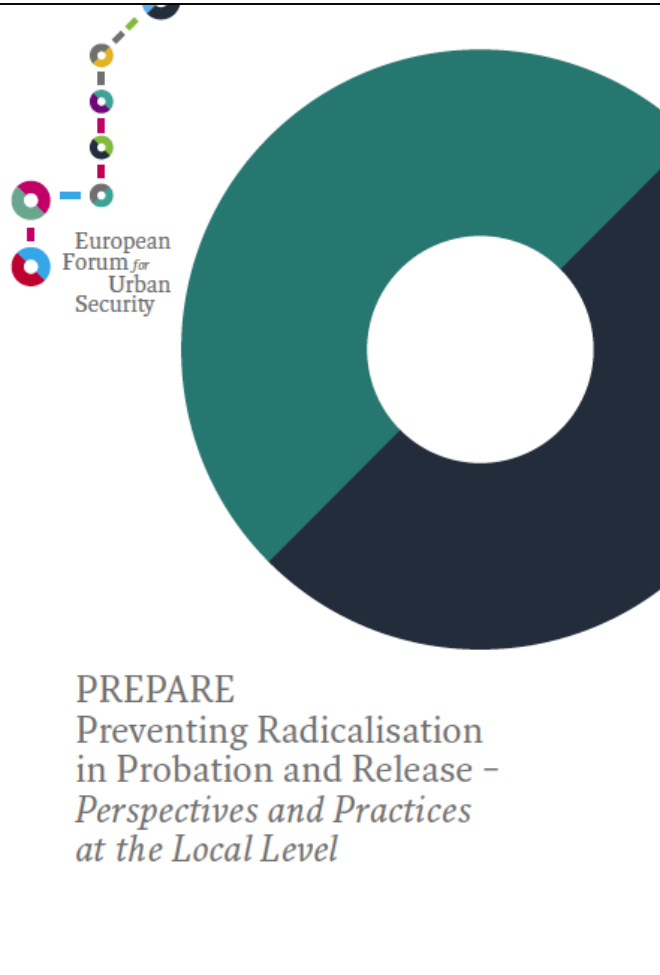 European
Forum for
Urban
Security
PREPARE
Preventing Radicalisation
in Probation and Release –
Perspectives and Practices
at the Local Level